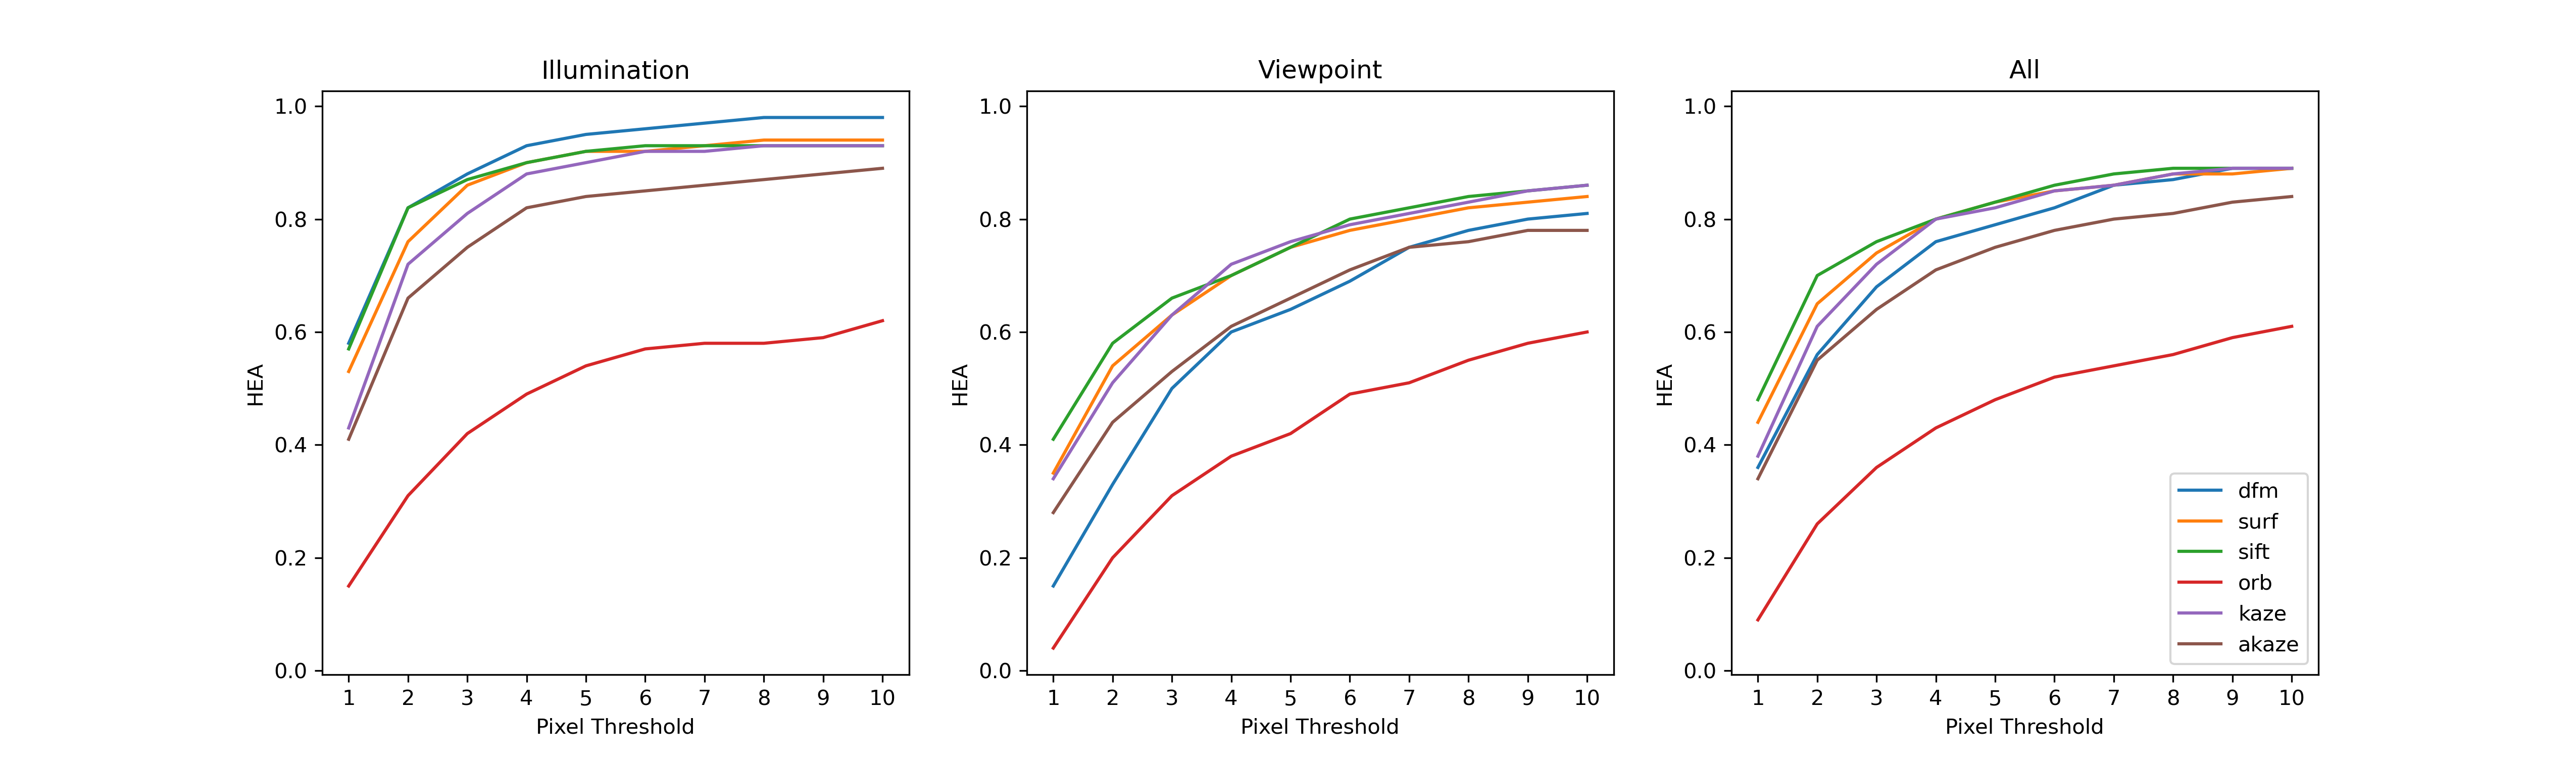 Illumination
1.0
0.8
0.6
0.4
0.2
0.0
HEA
1 2 3 4 5 6 7 8 9 10
Pixel Threshold
Viewpoint
1.0
0.8
0.6
0.4
0.2
0.0
HEA
1 2 3 4 5 6 7 8 9 10
Pixel Threshold
All
1.0
0.8
0.6
0.4
0.2
0.0
HEA
1 2 3 4 5 6 7 8 9 10
Pixel Threshold
dfm
surf
sift
orb
kaze
akaze